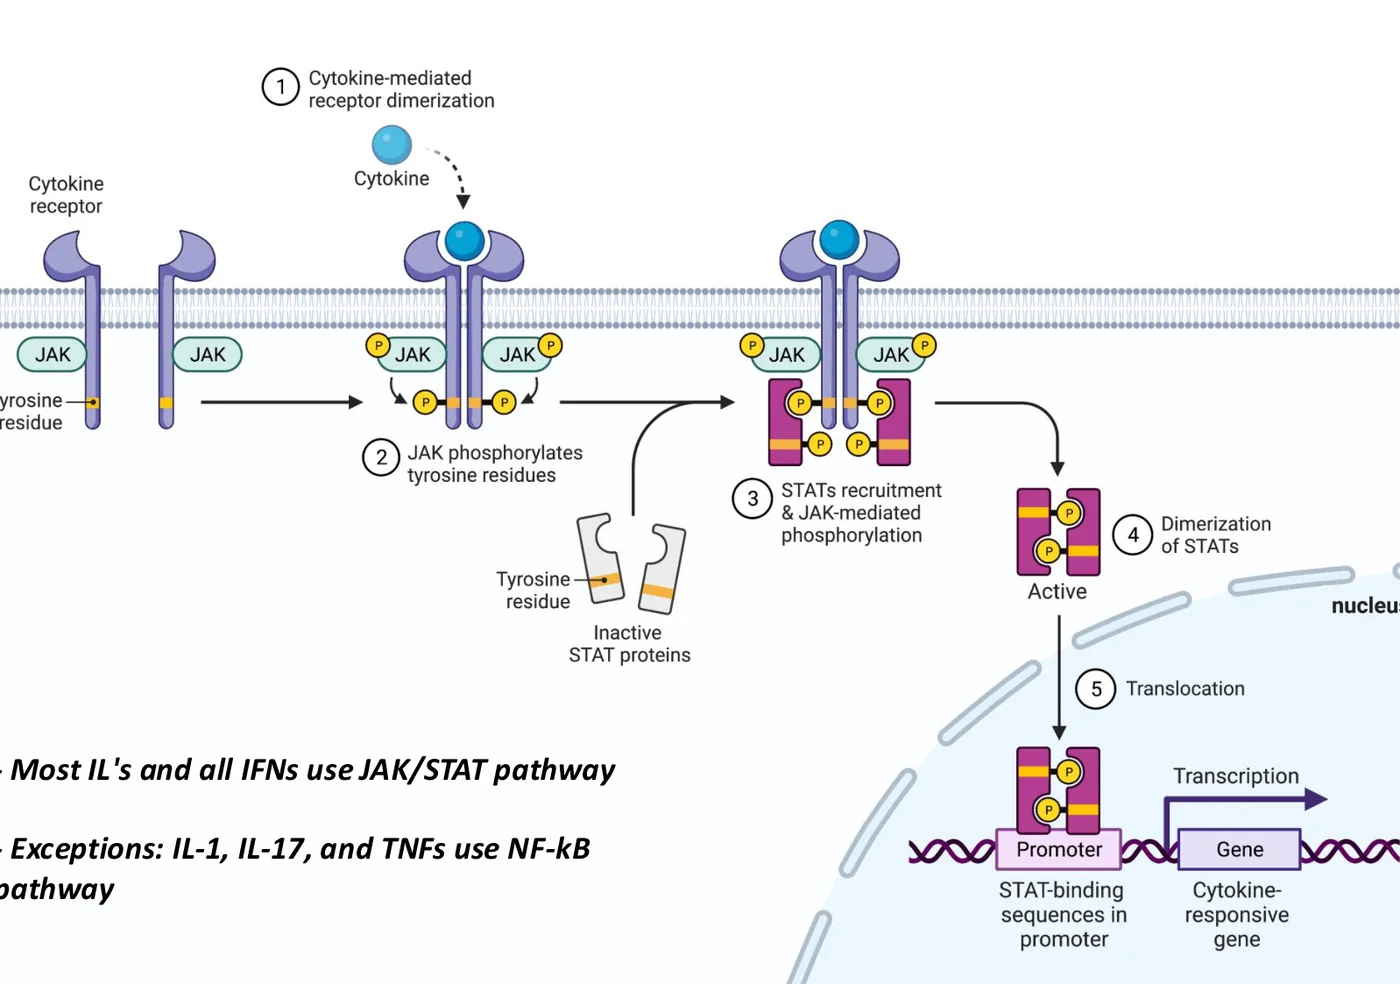 1
Cytokine-mediated
receptor dimerization
Cytokine
Cytokine
receptor
JAK
JAK
yrosine
residue
P
JAK
JAK
P
P
P
2
JAK phosphorylates
tyrosine residues
Tyrosine
residue
Inactive
STAT proteins
P
JAK
JAK
P
P
P
P
P
3
STATs recruitment
& JAK-mediated
phosphorylation
P
P
4
Dimerization
of STATs
Active
nucleu
5
Translocation
P
P
Transcription
Promoter
Gene
STAT-binding
sequences in
promoter
Cytokine-
responsive
gene
- Most IL's and all IFNs use JAK/STAT pathway
- Exceptions: IL-1, IL-17, and TNFs use NF-kB
pathway